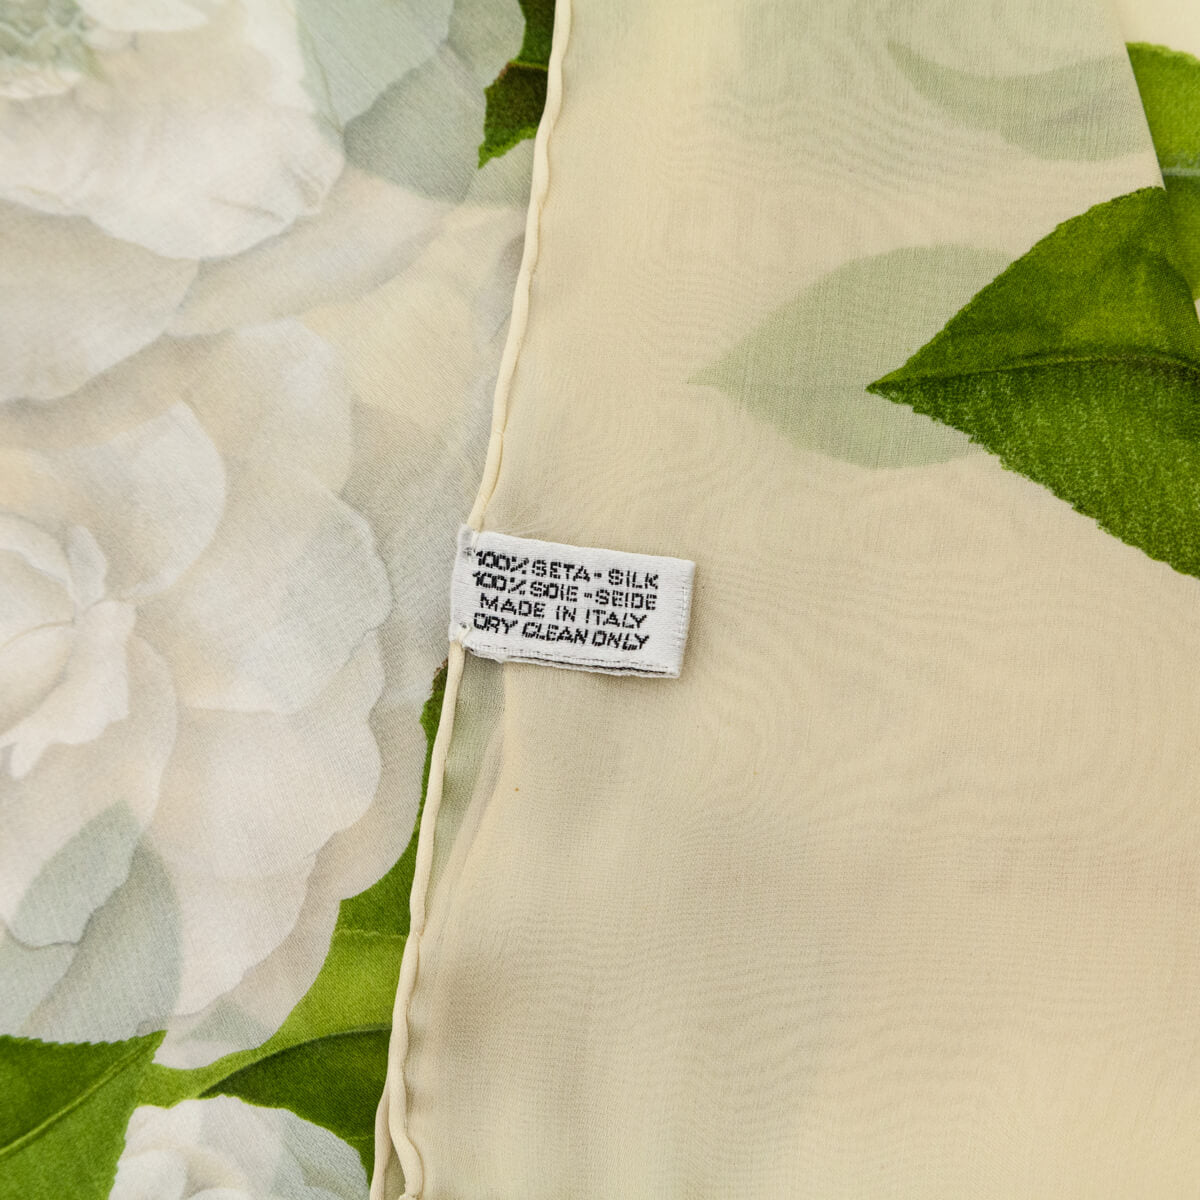 100% SETA - SILK
100% SOIE - SEIDE
MADE IN ITALY
DRY CLEAN ONLY